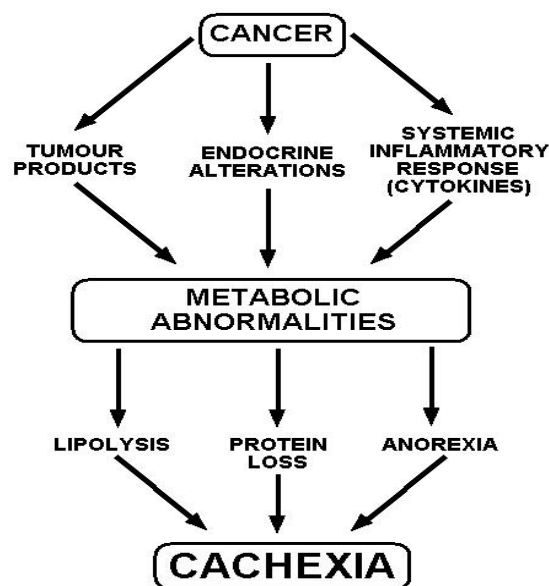 CANCER
TUMOUR
PRODUCTS
ENDOCRINE
ALTERATIONS
SYSTEMIC
INFLAMMATORY
RESPONSE
(CYTOKINES)
METABOLIC
ABNORMALITIES
LIPOLYSIS
PROTEIN
LOSS
ANOREXIA
CACHEXIA